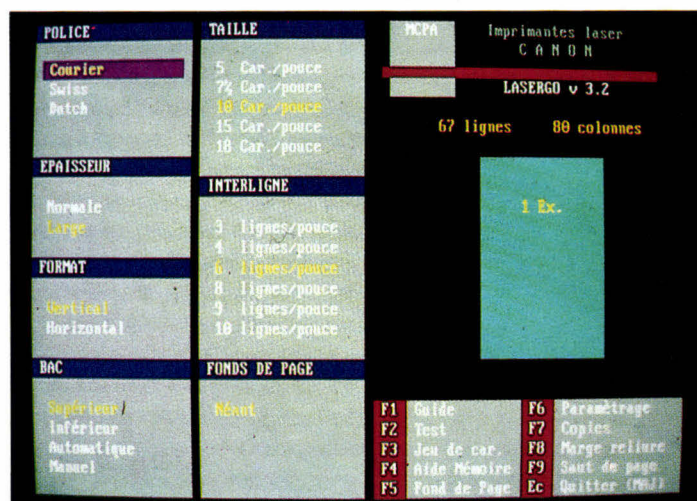 POLICE
Courier
Swiss
Dutch
EPAISSEUR
Normale
Large
FORMAT
Vertical
Horizontal
BAC
Supérieur
Inférieur
Automatique
Manuel
TAILLE
5 Car./pouce
7½ Car./pouce
10 Car./pouce
15 Car./pouce
18 Car./pouce
INTERLIGNE
3 lignes/pouce
4 lignes/pouce
6 lignes/pouce
8 lignes/pouce
9 lignes/pouce
10 lignes/pouce
FONDS DE PAGE
Néant
MCPA
Imprimantes laser
CANON
LASERGO v 3.2
67 lignes 80 colonnes
1 Ex.
F1 Guide
F2 Test
F3 Jeu de car.
F4 Aide Mémoire
F5 Fond de Page
F6 Paramètrage
F7 Copies
F8 Marge reliure
F9 Saut de page
Ec Quitter (MAJ)